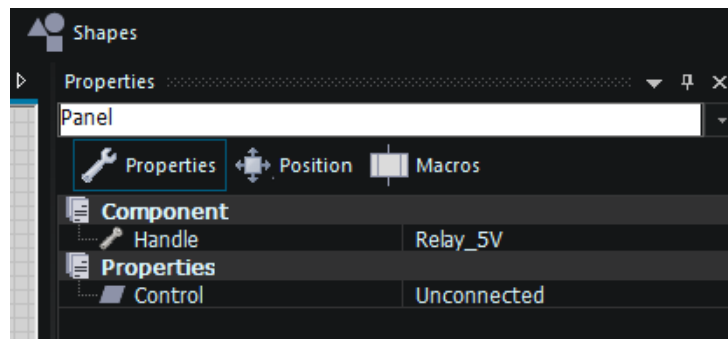 Shapes
Properties
Panel
Properties Position Macros
Component
Handle Relay_5V
Properties
Control Unconnected